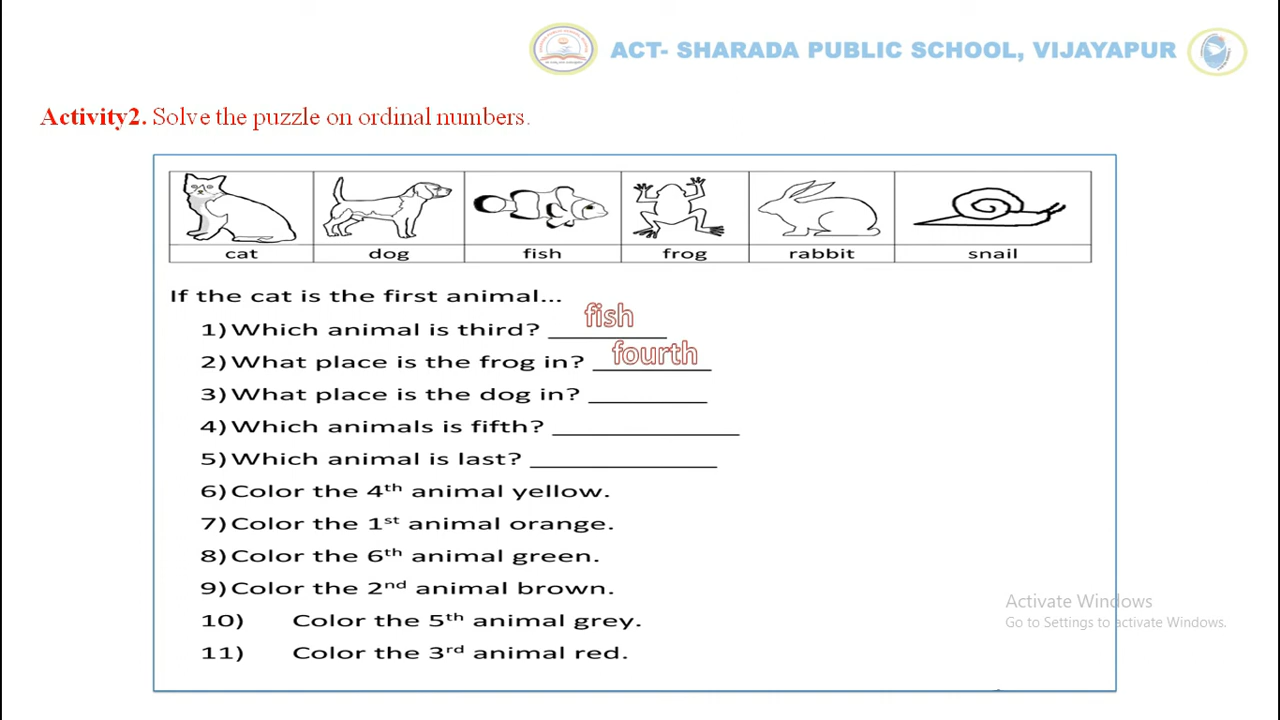 ACT- SHARADA PUBLIC SCHOOL, VIJAYAPUR
Activity2. Solve the puzzle on ordinal numbers.
cat dog fish frog rabbit snail
If the cat is the first animal...
1) Which animal is third? fish
2) What place is the frog in? fourth
3) What place is the dog in? ________
4) Which animals is fifth? ________
5) Which animal is last? ________
6) Color the 4th animal yellow.
7) Color the 1st animal orange.
8) Color the 6th animal green.
9) Color the 2nd animal brown.
10) Color the 5th animal grey.
11) Color the 3rd animal red.
Activate Windows
Go to Settings to activate Windows.